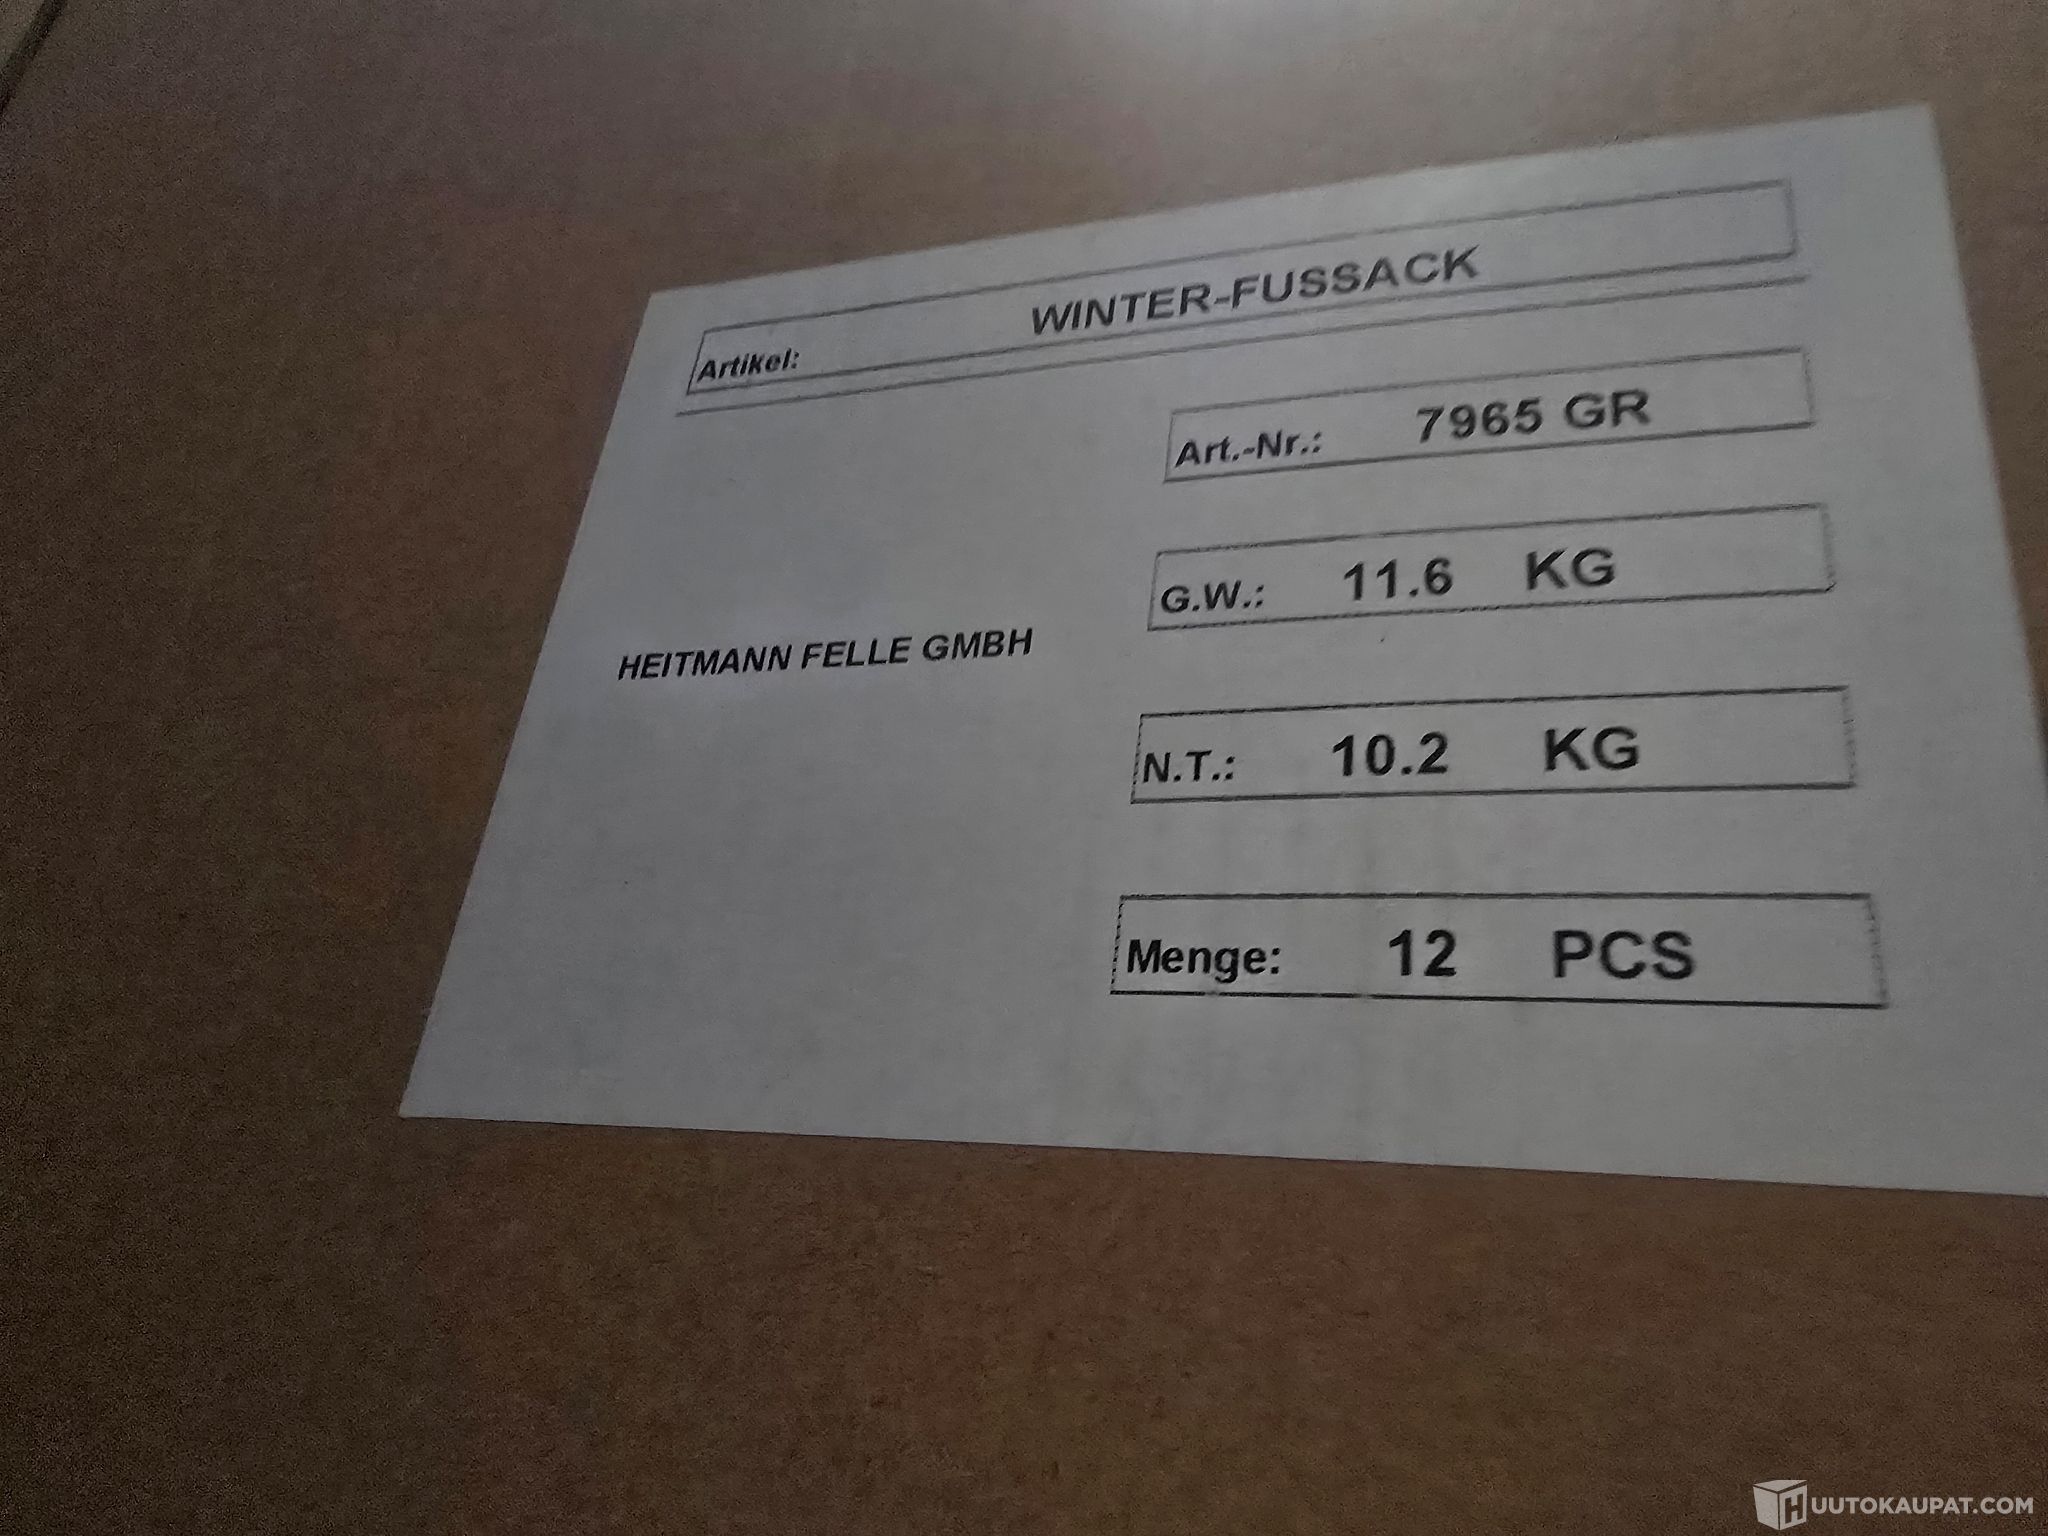 Artikel: WINTER-FUSSACK
Art.-Nr.: 7965 GR
G.W.: 11.6 KG
HEITMANN FELLE GMBH
N.T.: 10.2 KG
Menge: 12 PCS
HUUTOKAUPAT.COM